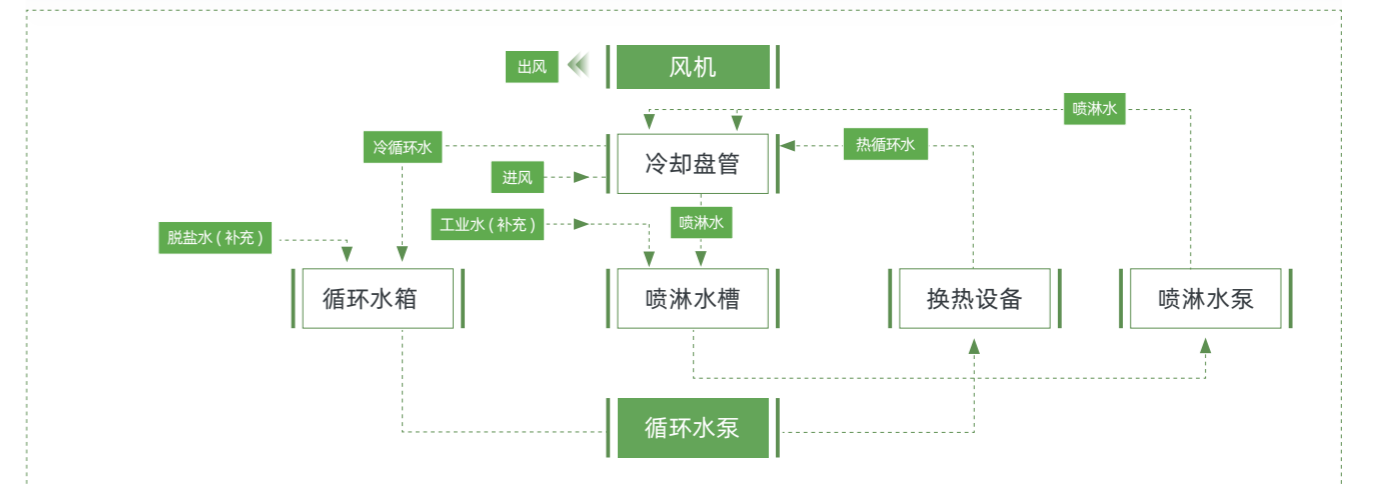 出风
风机
喷淋水
冷循环水
冷却盘管
热循环水
进风
脱盐水 ( 补充 )
工业水 ( 补充 )
喷淋水
循环水箱
喷淋水槽
换热设备
喷淋水泵
循环水泵